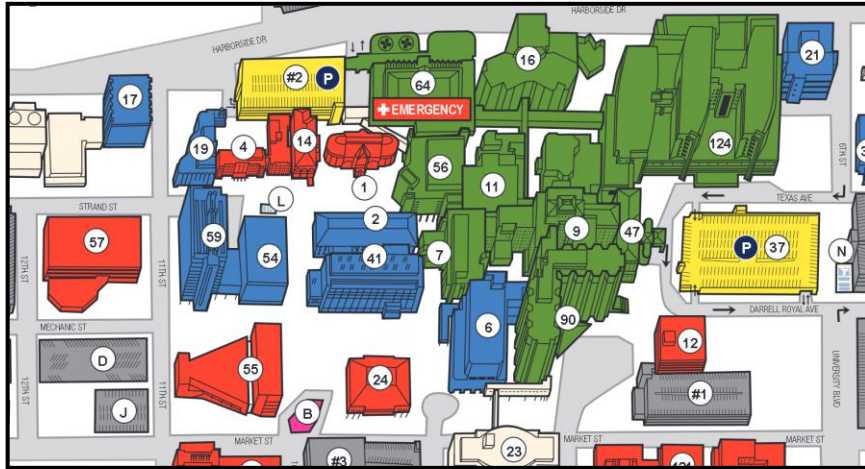 HARBORSIDE DR
HARBORSIDE DR
#2
P
64
16
21
17
EMERGENCY
19
4
14
124
56
1
11
6TH ST
STRAND ST
L
2
TEXAS AVE
57
59
54
41
7
9
47
P
37
N
12TH ST
11TH ST
6
90
DARRELL ROYAL AVE
MECHANIC ST
D
12
55
24
#1
J
B
12TH ST
11TH ST
UNIVERSITY BLVD
MARKET ST
#3
23
MARKET ST
MARKET ST